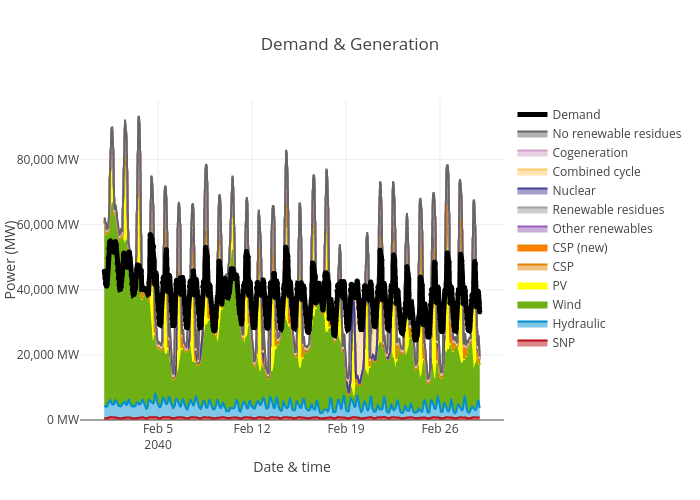 Demand & Generation
Power (MW)
80,000 MW
60,000 MW
40,000 MW
20,000 MW
0 MW
Feb 5
2040
Feb 12
Feb 19
Feb 26
Date & time
Demand
No renewable residues
Cogeneration
Combined cycle
Nuclear
Renewable residues
Other renewables
CSP (new)
CSP
PV
Wind
Hydraulic
SNP